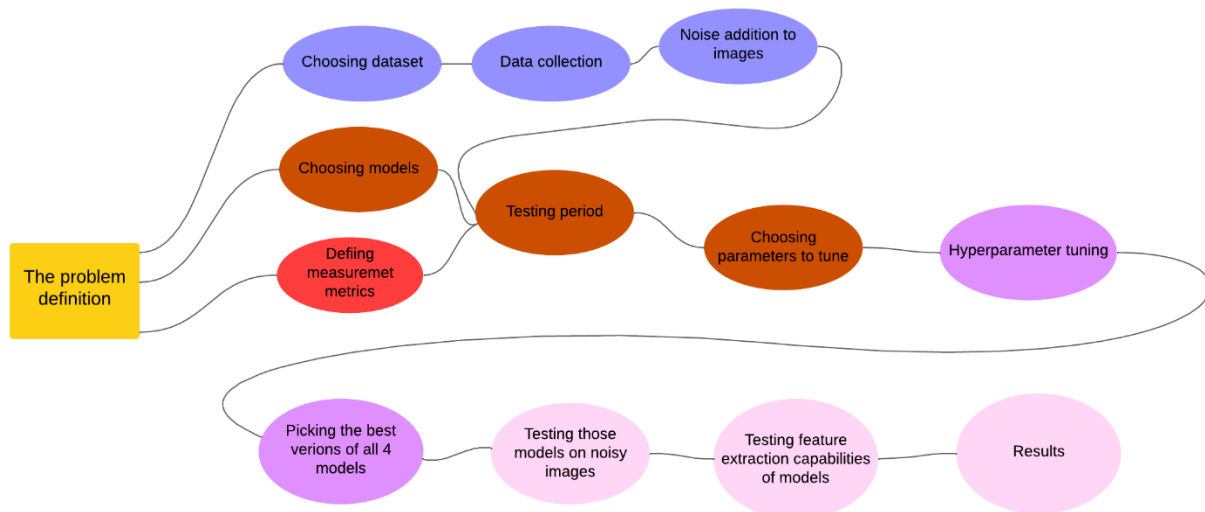 Noise addition to
images
Choosing dataset
Data collection
Choosing models
Testing period
Choosing
parameters to tune
Hyperparameter tuning
Defiing
measuremet
metrics
The problem
definition
Picking the best
verions of all 4
models
Testing those
models on noisy
images
Testing feature
extraction capabilities
of models
Results